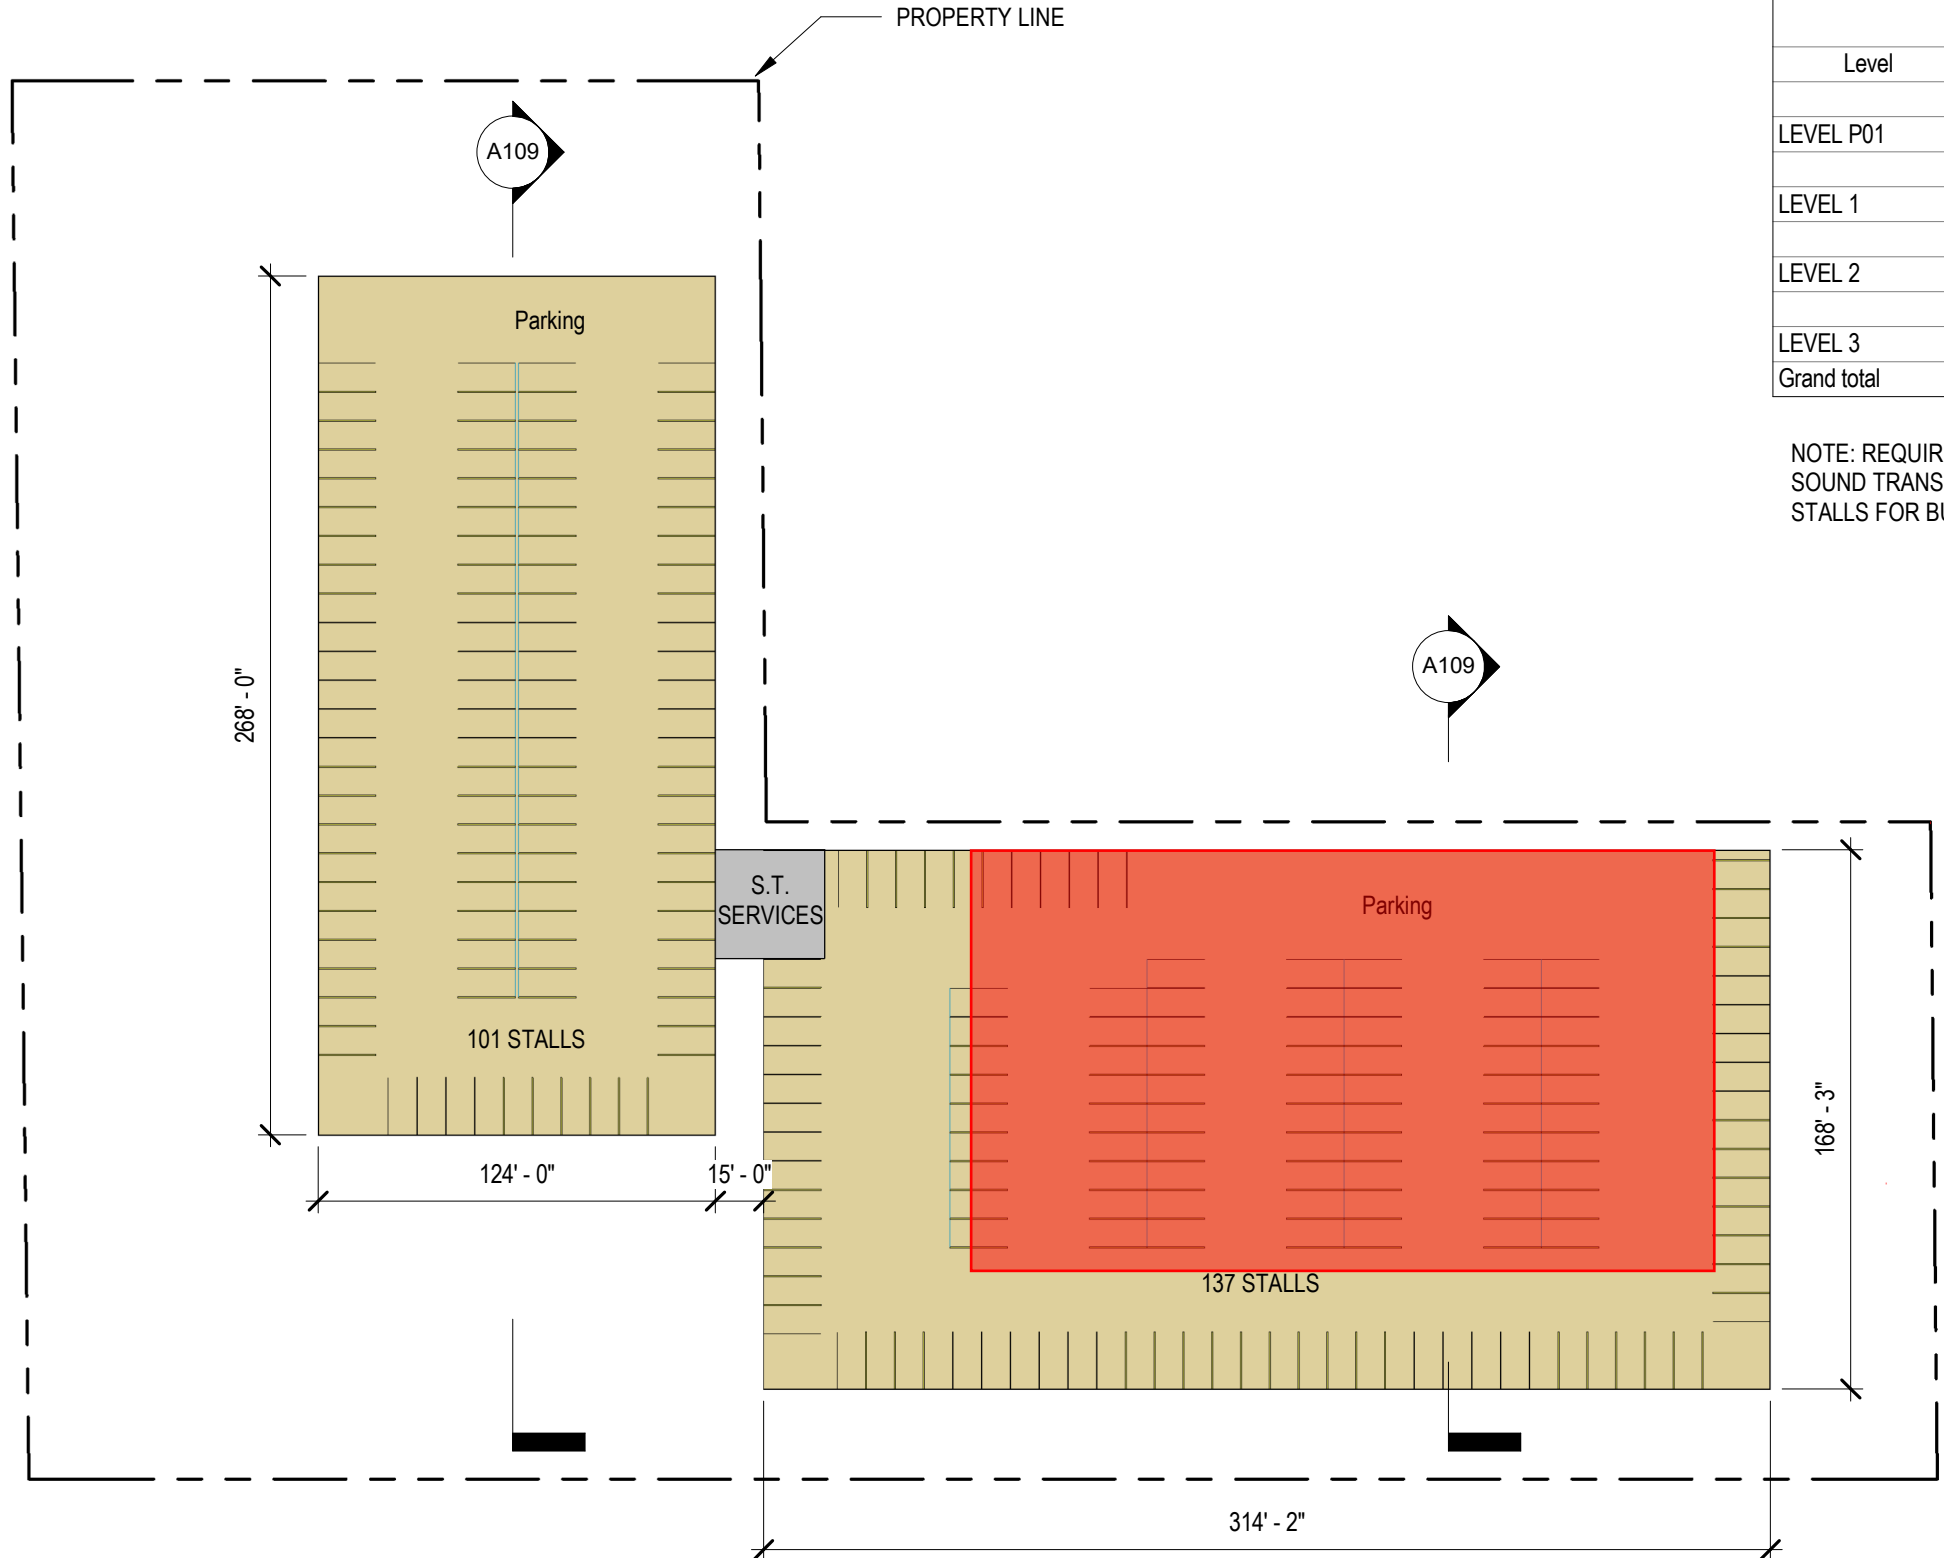 PROPERTY LINE
Level
LEVEL P01
LEVEL 1
LEVEL 2
LEVEL 3
Grand total
NOTE: REQUIR
SOUND TRANS
STALLS FOR BU
A109
Parking
268' - 0"
A109
S.T.
SERVICES
Parking
101 STALLS
168' - 3"
124' - 0"
15' - 0"
137 STALLS
314' - 2"